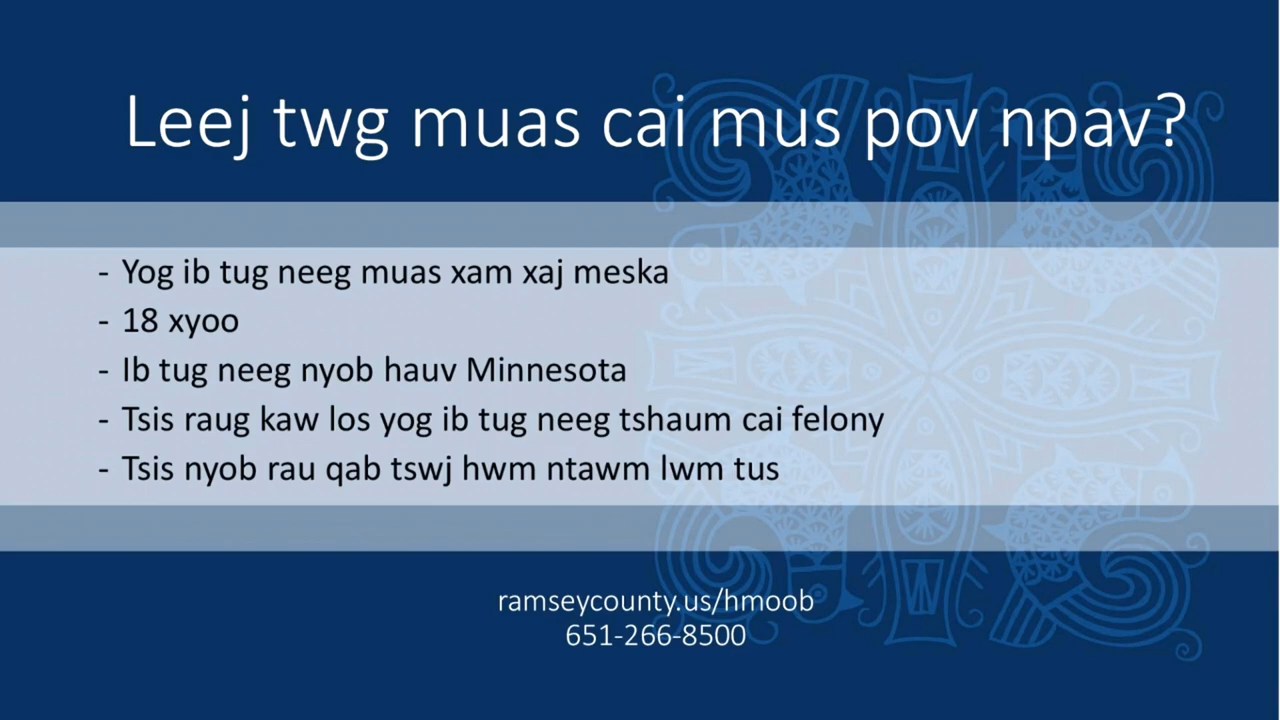 Leej twg muas cai mus pov npav?
- Yog ib tug neeg muas xam xaj meska
- 18 xyoo
- Ib tug neeg nyob hauv Minnesota
- Tsis raug kaw los yog ib tug neeg tshaum cai felony
- Tsis nyob rau qab tswj hwm ntawm lwm tus
ramseycounty.us/hmoob
651-266-8500